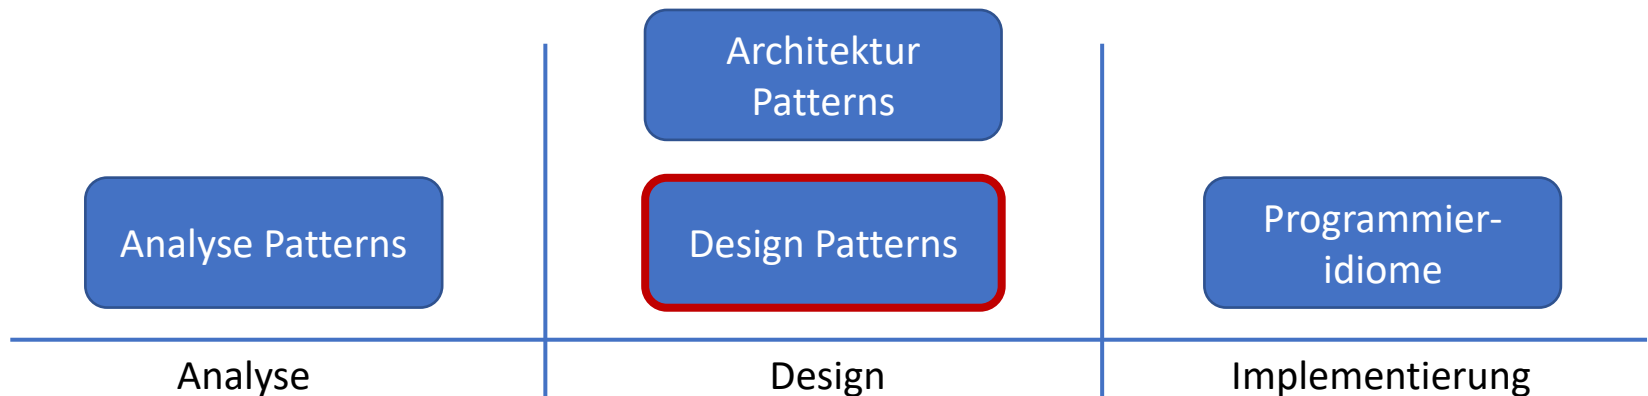 Architektur
Patterns
Analyse Patterns
Design Patterns
Programmier-
idiome
Analyse
Design
Implementierung